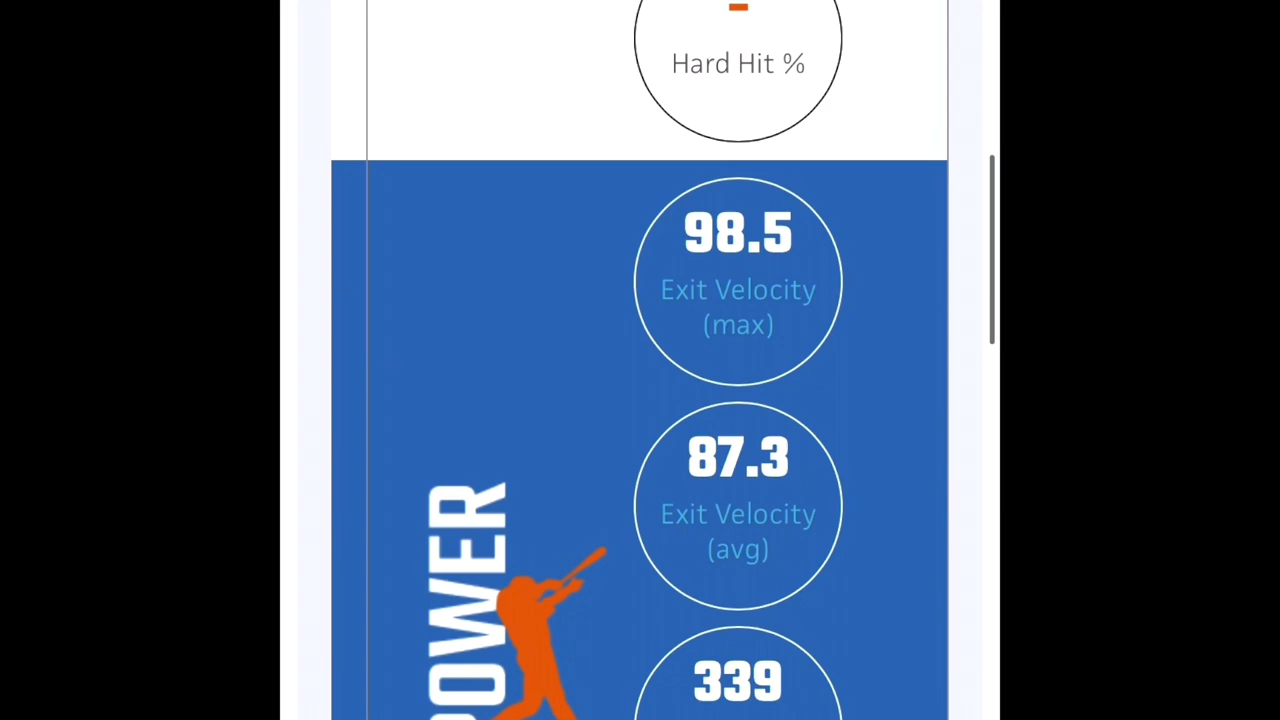 -
Hard Hit %
98.5
Exit Velocity
(max)
87.3
Exit Velocity
(avg)
POWER
339